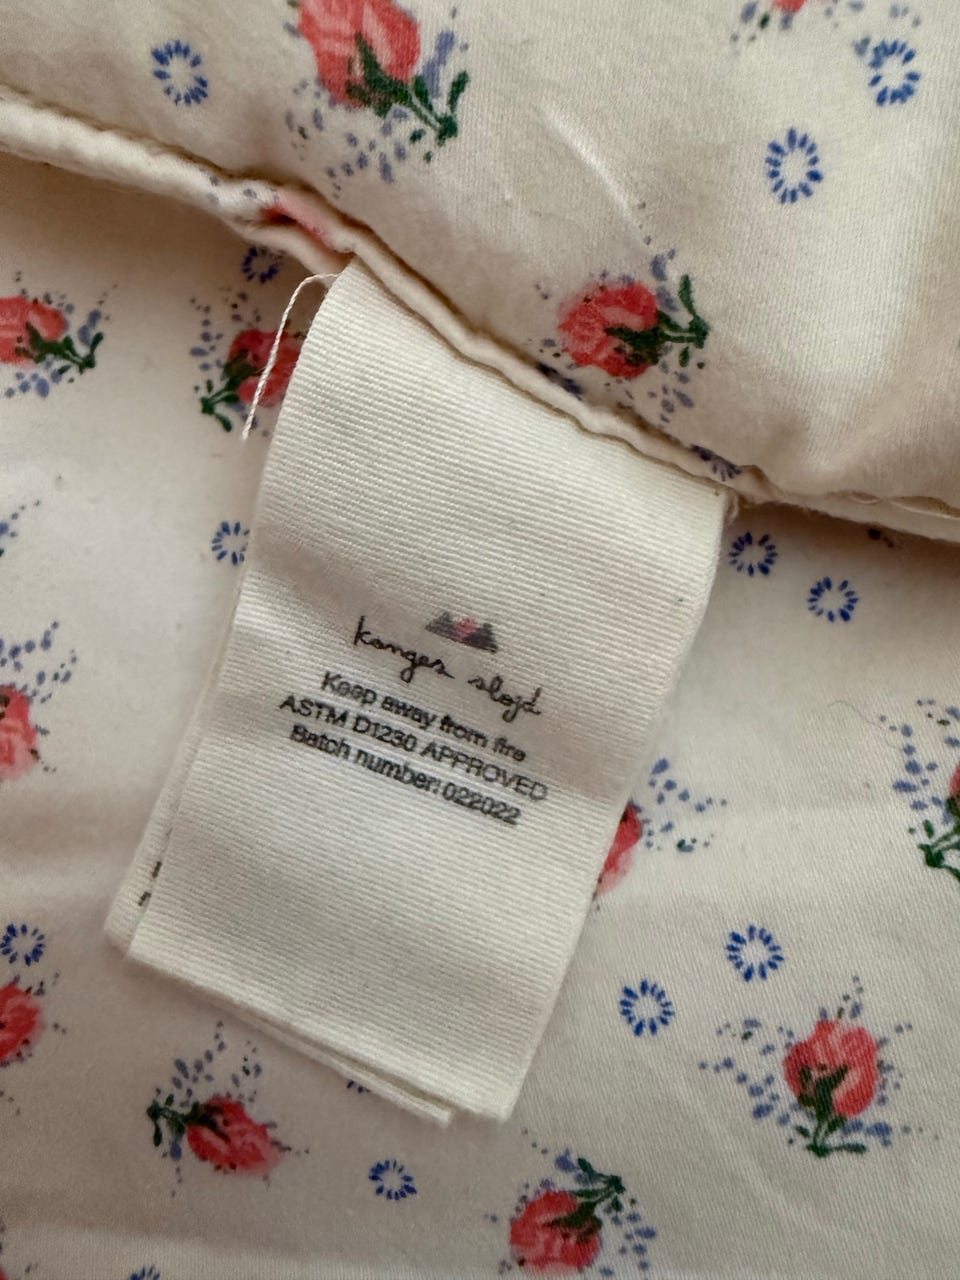 konges sløjd
Keep away from fire
ASTM D1230 APPROVED
Batch number: 022022